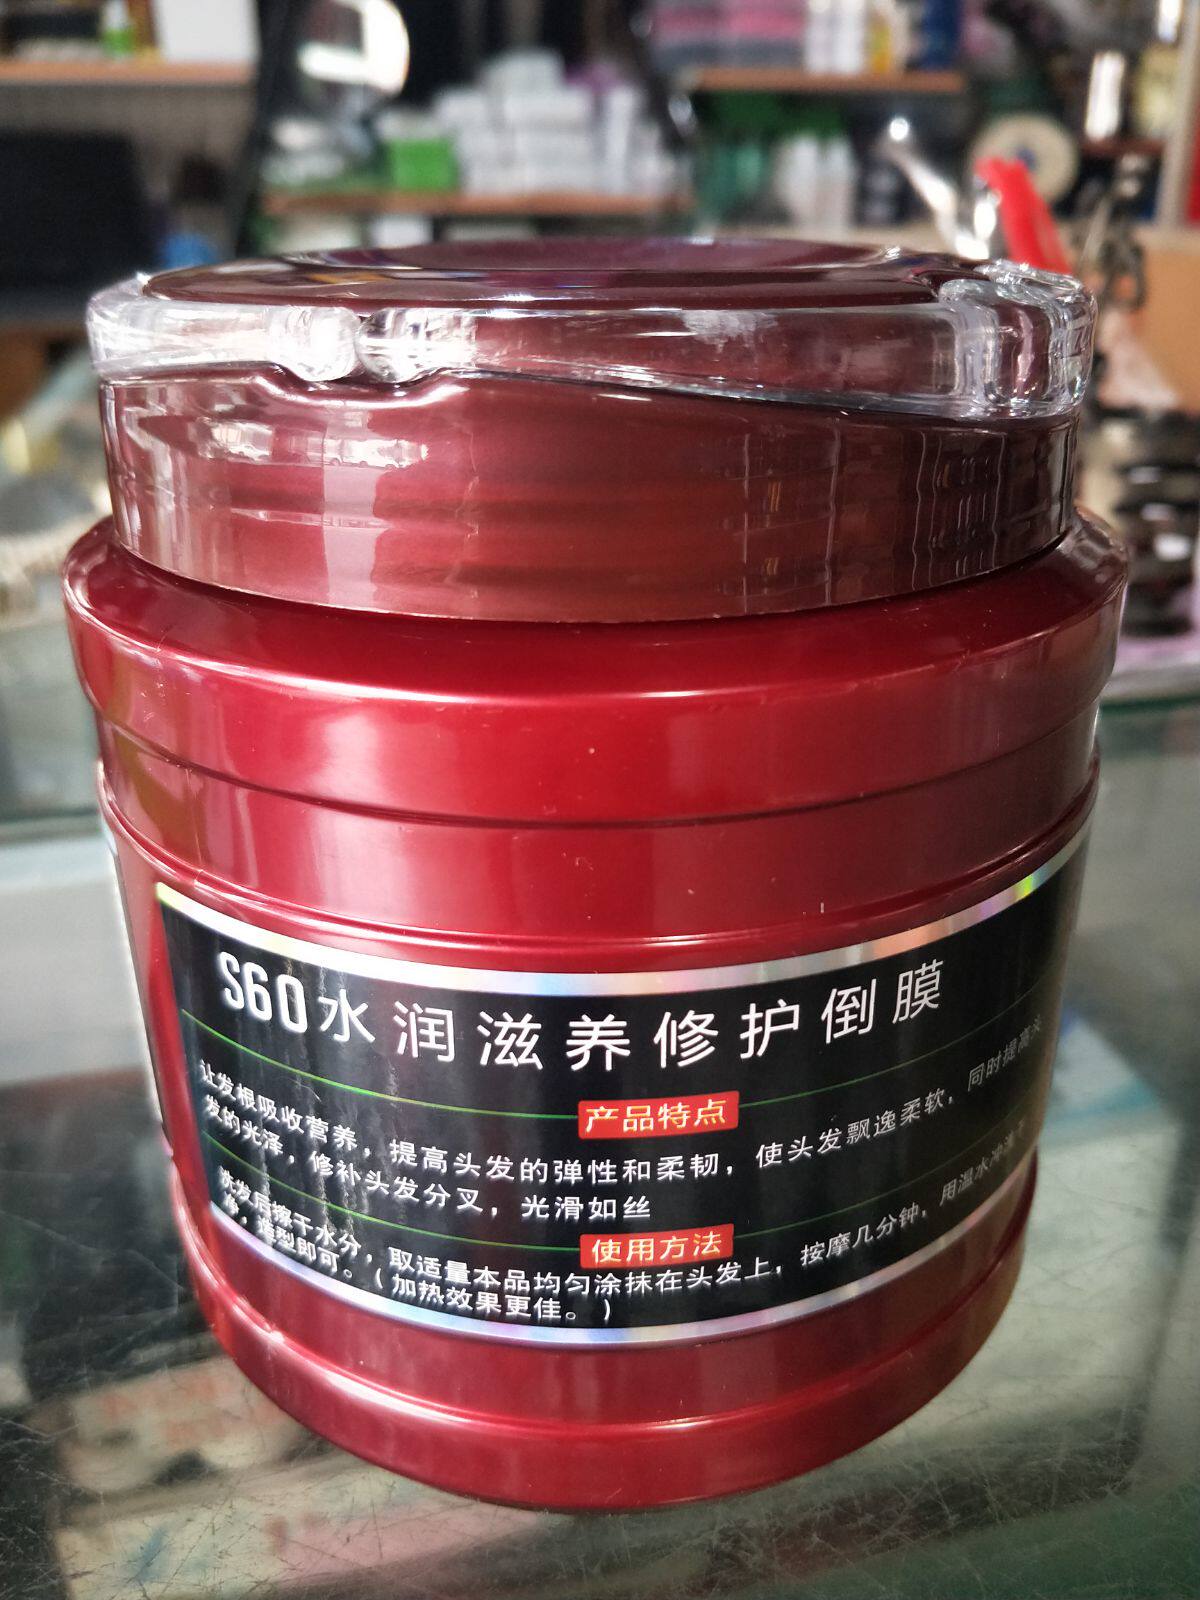 S60水润滋养修护倒膜
产品特点
让发根吸收营养，提高头发的弹性和柔韧，使头发飘逸柔软，同时提高头
发的光泽，修补头发分叉，光滑如丝
使用方法
洗发后擦干水分，取适量本品均匀涂抹在头发上，按摩几分钟，用温水冲洗干
净，造型即可。（加热效果更佳。）